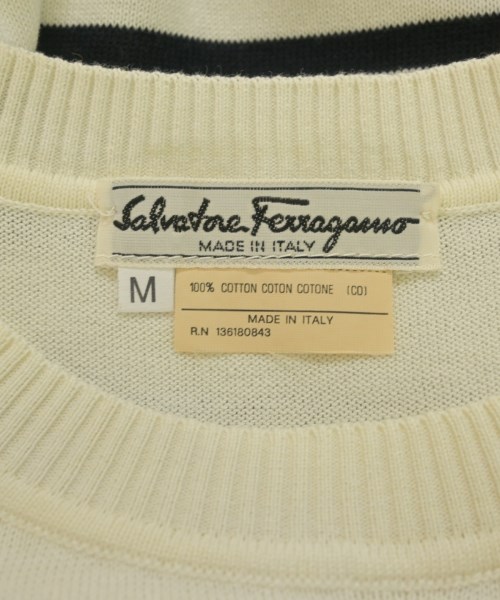 Salvatore Ferragamo
MADE IN ITALY
M
100% COTTON COTON COTONE (CO)
MADE IN ITALY
R.N 136180843